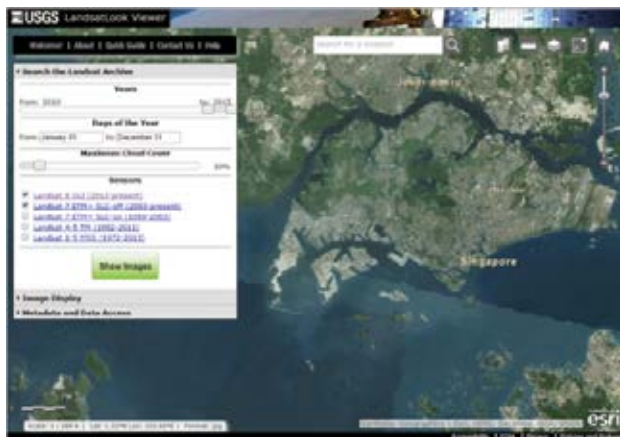 USGS LandsatLook Viewer
Welcome! | About | Quick Guide | Contact Us | Help
Search for a location
Search the Landsat Archive
Years
From: 2010 to: 2015
Days of the Year
From: January 01 to: December 31
Maximum Cloud Cover
Sensors
Landsat 8 OLI (2013-present)
Landsat 7 ETM+ SLC-off (2003-present)
Landsat 7 ETM+ SLC-on (1999-2003)
Landsat 4-5 TM (1982-2011)
Landsat 1-5 MSS (1972-2013)
Show Images
Image Display
Metadata and Data Access
Singapore
esri